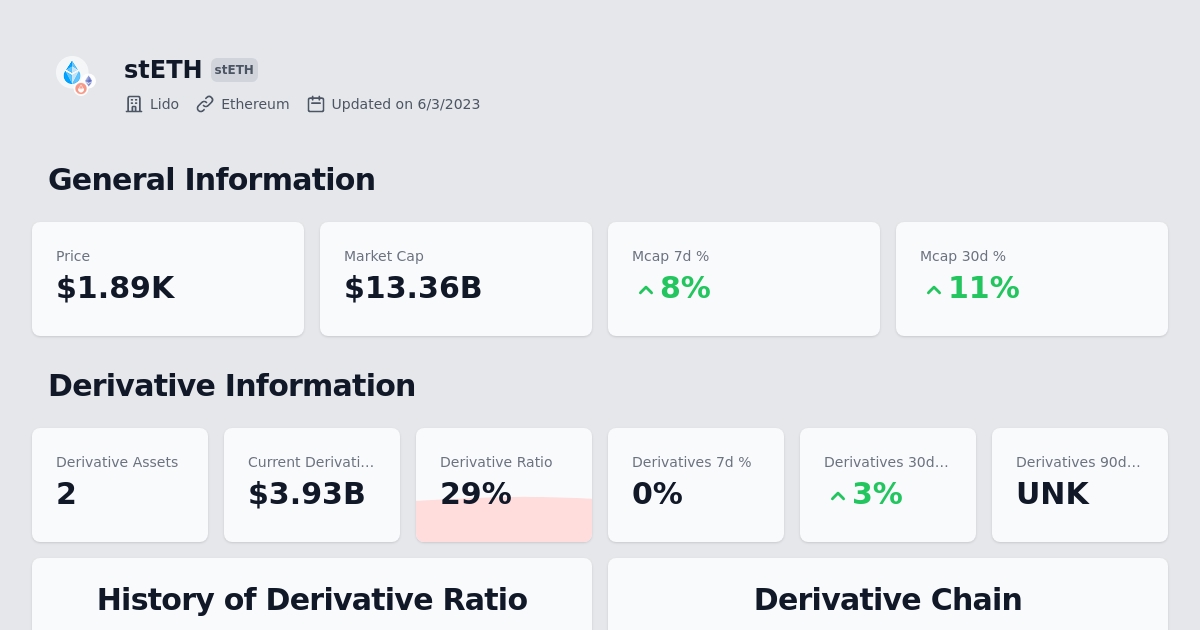 stETH stETH
Lido Ethereum Updated on 6/3/2023
General Information
Price
$1.89K
Market Cap
$13.36B
Mcap 7d %
8%
Mcap 30d %
11%
Derivative Information
Derivative Assets
2
Current Derivati...
$3.93B
Derivative Ratio
29%
Derivatives 7d %
0%
Derivatives 30d...
3%
Derivatives 90d...
UNK
History of Derivative Ratio
Derivative Chain